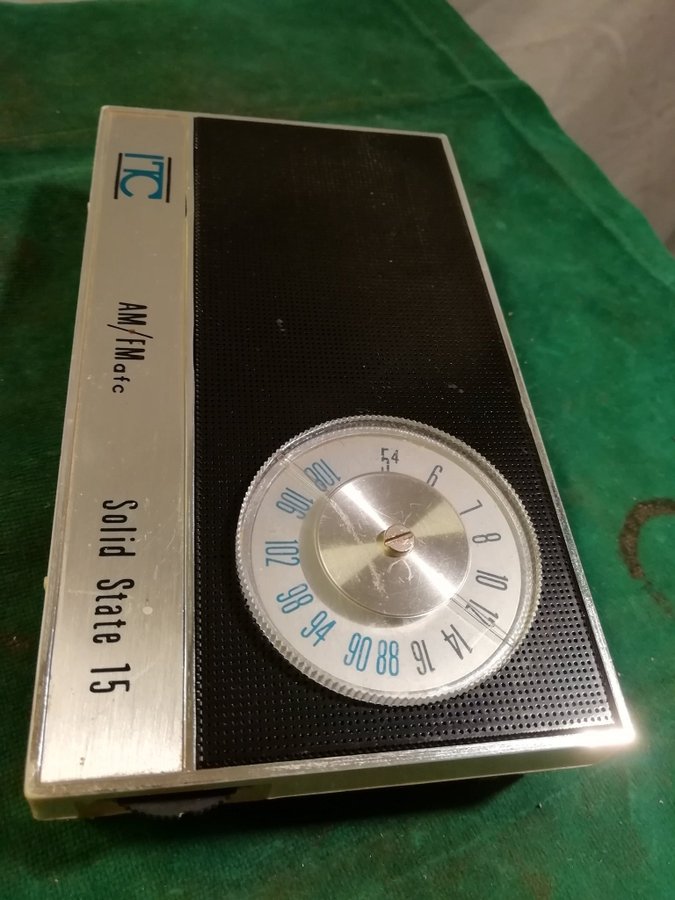 ITC
AM/FM afc
Solid State 15
54 6 7 8 10 12 14 16
88 90 94 98 102 106 108